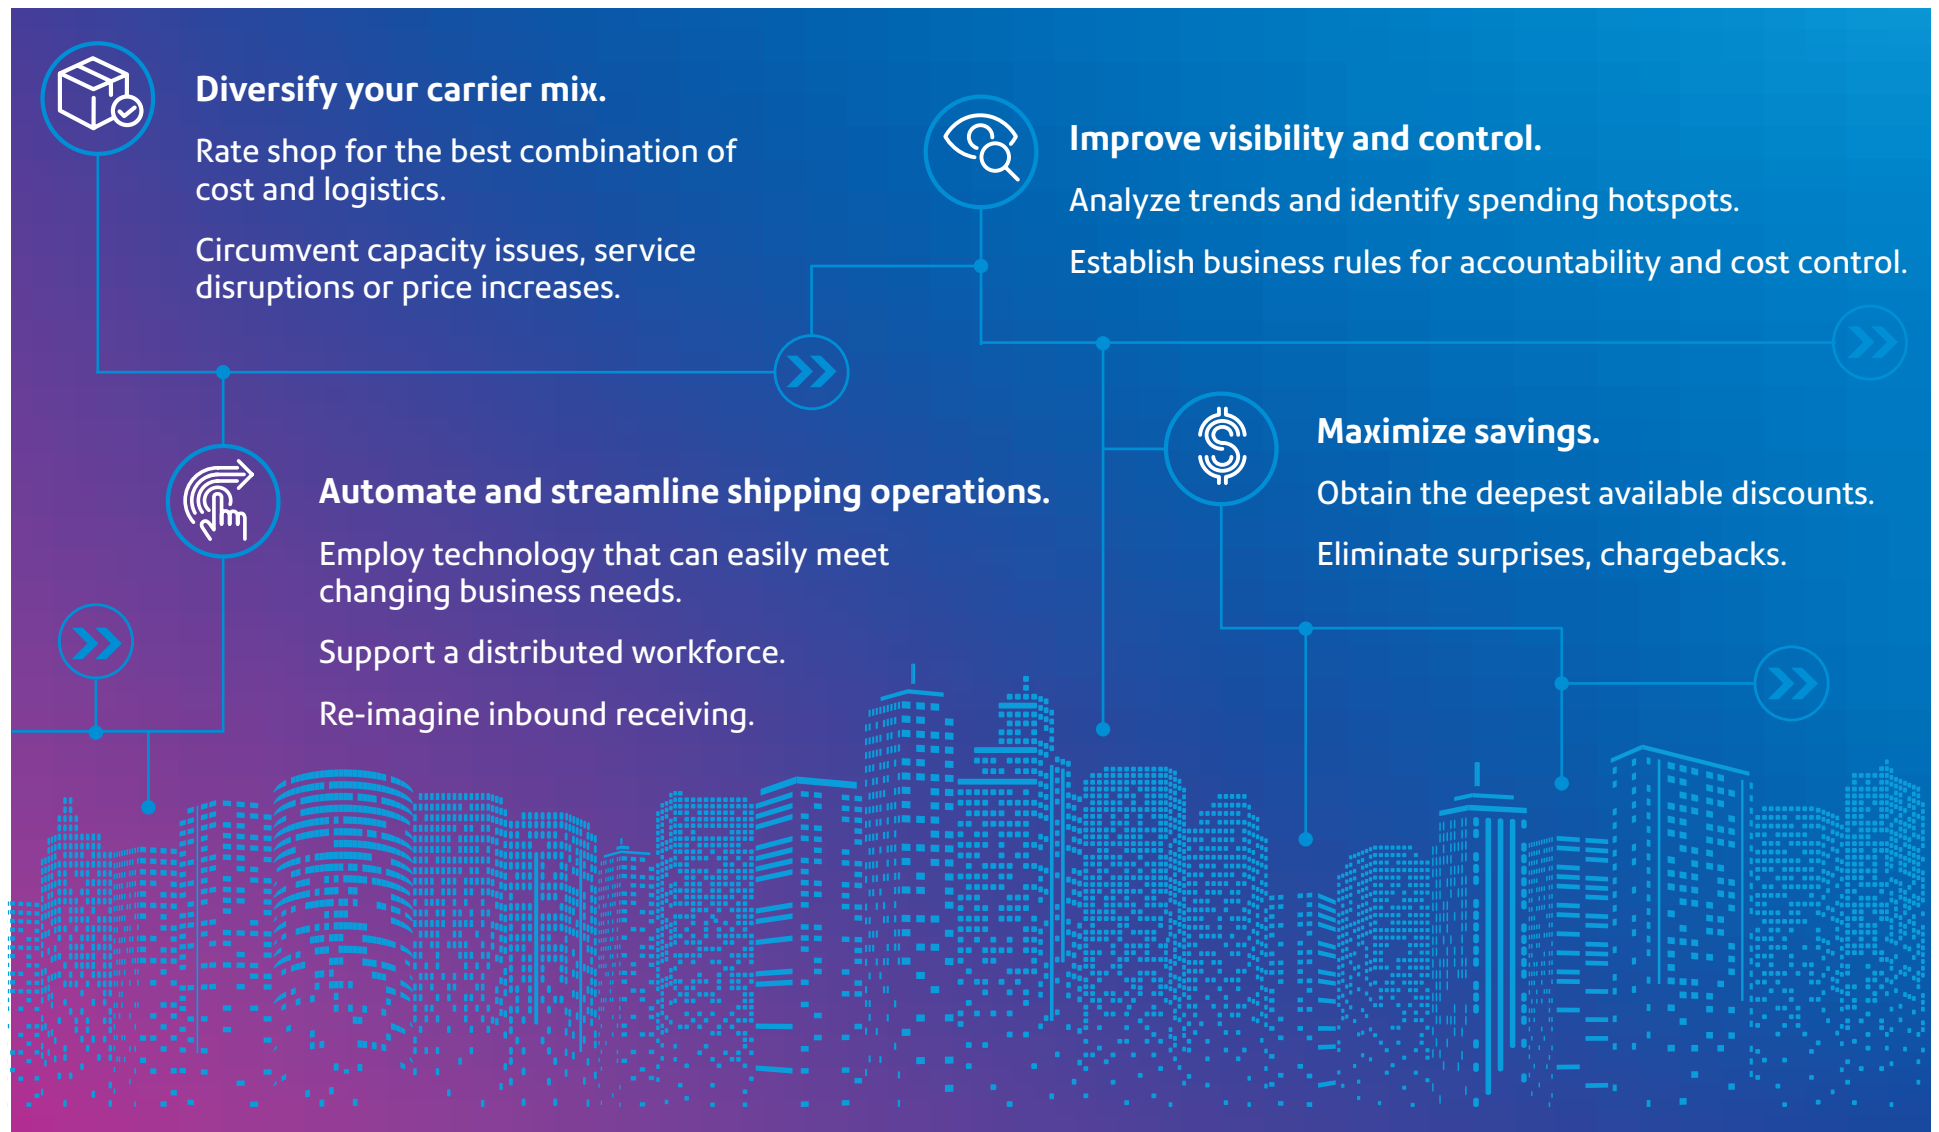 Diversify your carrier mix.
Rate shop for the best combination of
cost and logistics.
Circumvent capacity issues, service
disruptions or price increases.
Improve visibility and control.
Analyze trends and identify spending hotspots.
Establish business rules for accountability and cost control.
Automate and streamline shipping operations.
Employ technology that can easily meet
changing business needs.
Support a distributed workforce.
Re-imagine inbound receiving.
Maximize savings.
Obtain the deepest available discounts.
Eliminate surprises, chargebacks.